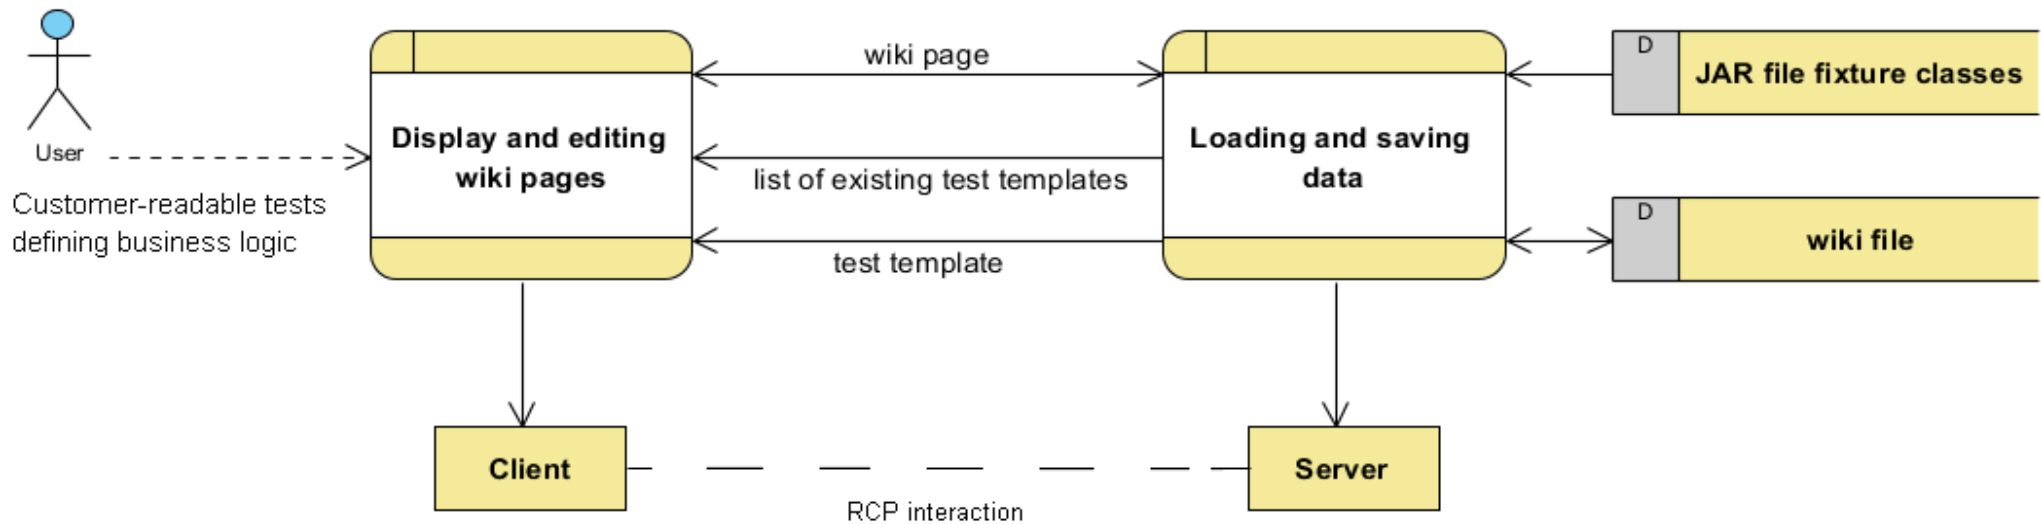 User
Customer-readable tests
defining business logic
Display and editing
wiki pages
wiki page
list of existing test templates
test template
Loading and saving
data
D
JAR file fixture classes
D
wiki file
Client
RCP interaction
Server